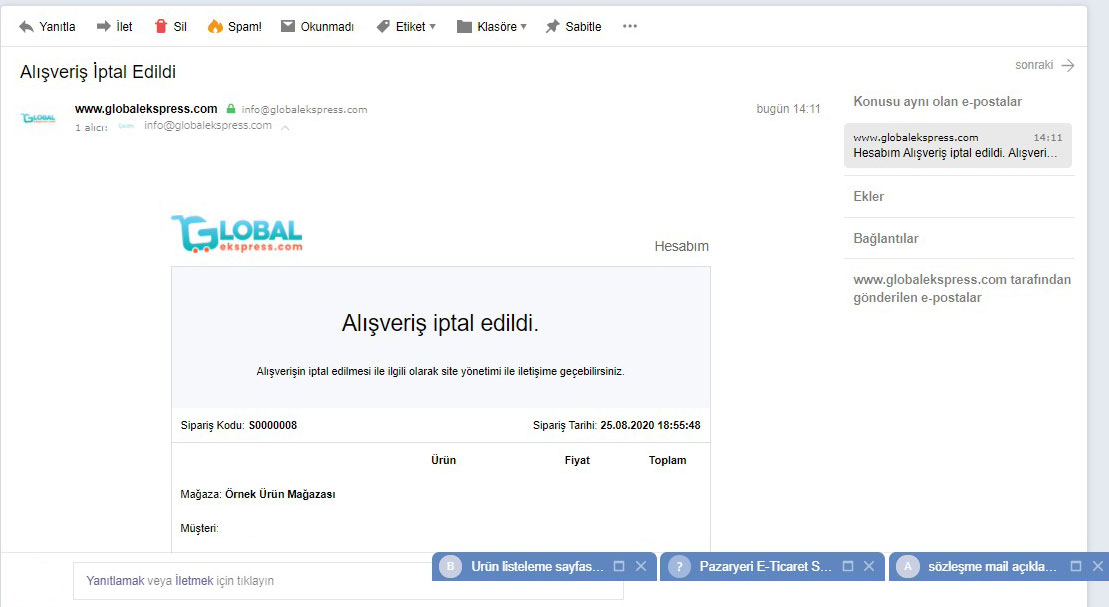 Yanıtla İlet Sil Spam! Okunmadı Etiket Klasöre Sabitle
Alışveriş İptal Edildi
sonraki
www.globalekspress.com info@globalekspress.com
bugün 14:11
1 alıcı: info@globalekspress.com
GLOBAL
GLOBAL
ekspress.com
Hesabım
Alışveriş iptal edildi.
Alışverişin iptal edilmesi ile ilgili olarak site yönetimi ile iletişime geçebilirsiniz.
Sipariş Kodu: S0000008
Sipariş Tarihi: 25.08.2020 18:55:48
Ürün Fiyat Toplam
Mağaza: Örnek Ürün Mağazası
Müşteri:
Yanıtlamak veya İletmek için tıklayın
Konusu aynı olan e-postalar
www.globalekspress.com 14:11
Hesabım Alışveriş iptal edildi. Alışveri...
Ekler
Bağlantılar
www.globalekspress.com tarafından
gönderilen e-postalar
B Ürün listeleme sayfas...
? Pazaryeri E-Ticaret S...
A sözleşme mail açıkla...